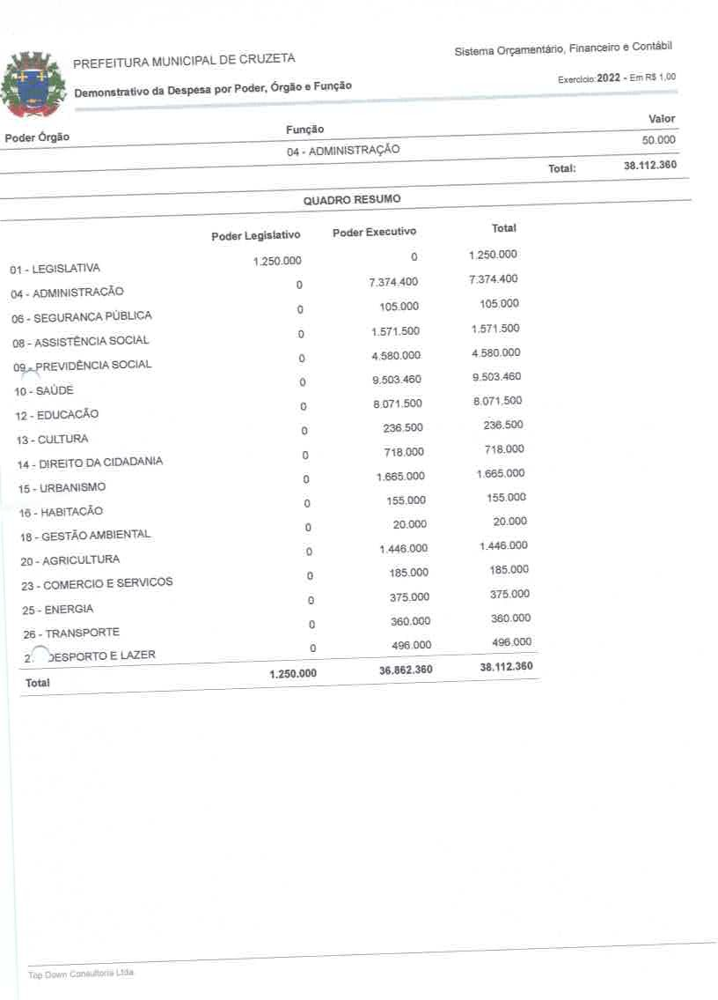 PREFEITURA MUNICIPAL DE CRUZETA
Sistema Orçamentário, Financeiro e Contábil
Demonstrativo da Despesa por Poder, Órgão e Função
Exercício: 2022 - Em R$ 1,00
Poder Órgão Função Valor
04 - ADMINISTRAÇÃO 50.000
Total: 38.112.360
QUADRO RESUMO
Poder Legislativo Poder Executivo Total
01 - LEGISLATIVA 1.250.000 0 1.250.000
04 - ADMINISTRAÇÃO 0 7.374.400 7.374.400
06 - SEGURANCA PÚBLICA 0 105.000 105.000
08 - ASSISTÊNCIA SOCIAL 0 1.571.500 1.571.500
09 - PREVIDÊNCIA SOCIAL 0 4.580.000 4.580.000
10 - SAÚDE 0 9.503.460 9.503.460
12 - EDUCACÃO 0 8.071.500 8.071.500
13 - CULTURA 0 236.500 236.500
14 - DIREITO DA CIDADANIA 0 718.000 718.000
15 - URBANISMO 0 1.665.000 1.665.000
16 - HABITAÇÃO 0 155.000 155.000
18 - GESTÃO AMBIENTAL 0 20.000 20.000
20 - AGRICULTURA 0 1.446.000 1.446.000
23 - COMERCIO E SERVICOS 0 185.000 185.000
25 - ENERGIA 0 375.000 375.000
26 - TRANSPORTE 0 360.000 360.000
DESPORTO E LAZER 0 496.000 496.000
Total 1.250.000 36.862.360 38.112.360
Top Down Consultoria Ltda.